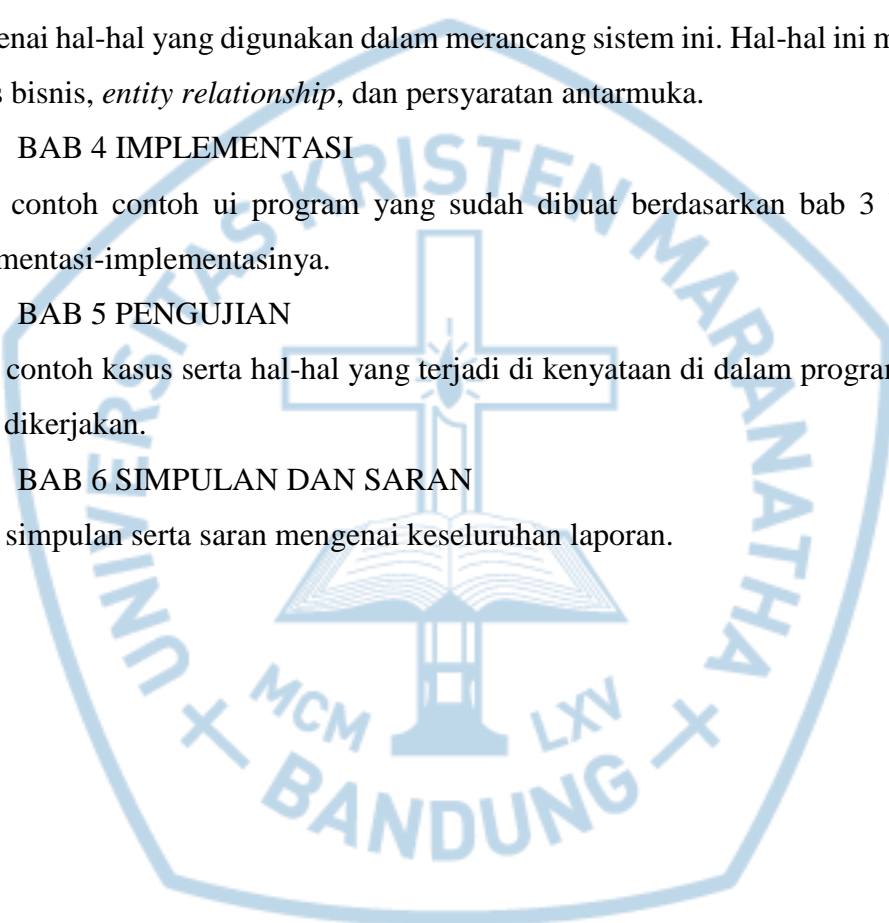 enai hal-hal yang digunakan dalam merancang sistem ini. Hal-hal ini m
s bisnis, entity relationship, dan persyaratan antarmuka.
BAB 4 IMPLEMENTASI
contoh contoh ui program yang sudah dibuat berdasarkan bab 3
mentasi-implementasinya.
BAB 5 PENGUJIAN
contoh kasus serta hal-hal yang terjadi di kenyataan di dalam program
dikerjakan.
BAB 6 SIMPULAN DAN SARAN
simpulan serta saran mengenai keseluruhan laporan.
UNIVERSITAS KRISTEN MARANATHA
MCM LXV
BANDUNG